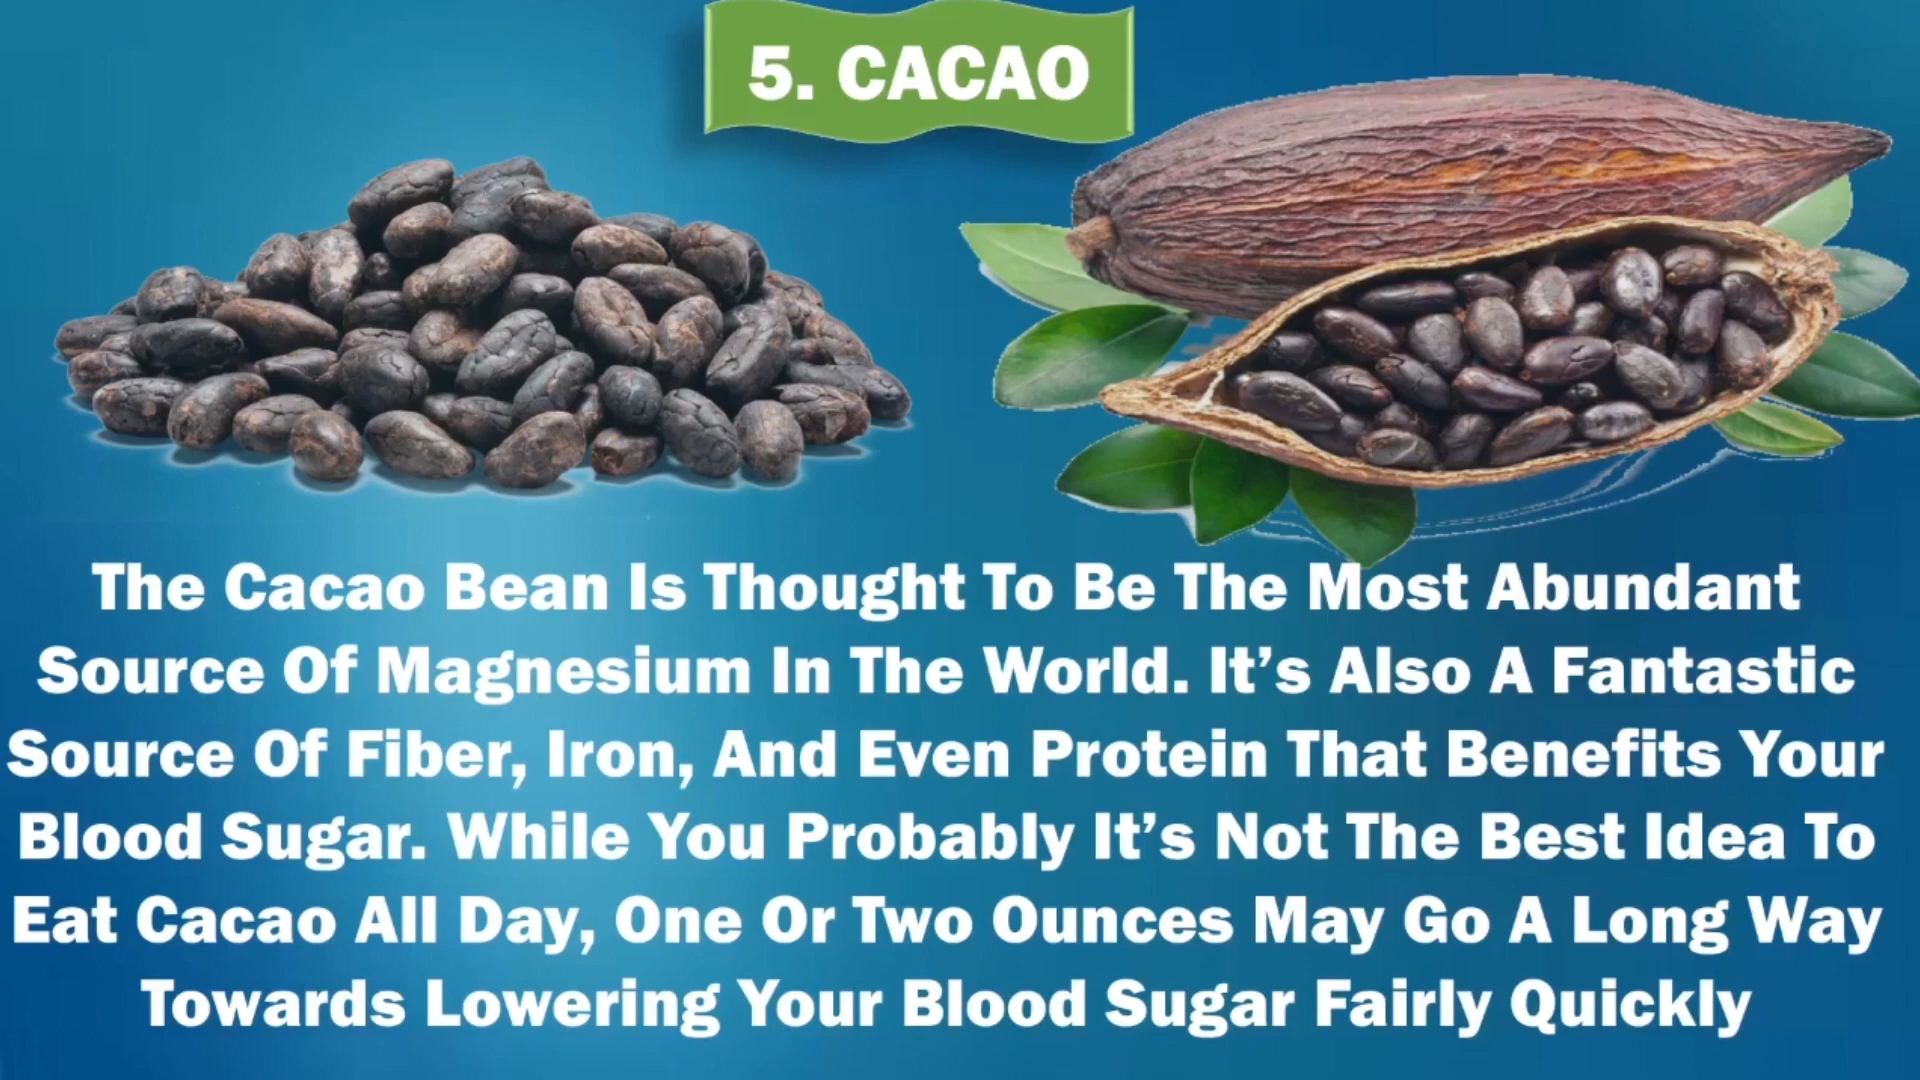 5. CACAO
The Cacao Bean Is Thought To Be The Most Abundant
Source Of Magnesium In The World. It’s Also A Fantastic
Source Of Fiber, Iron, And Even Protein That Benefits Your
Blood Sugar. While You Probably It’s Not The Best Idea To
Eat Cacao All Day, One Or Two Ounces May Go A Long Way
Towards Lowering Your Blood Sugar Fairly Quickly